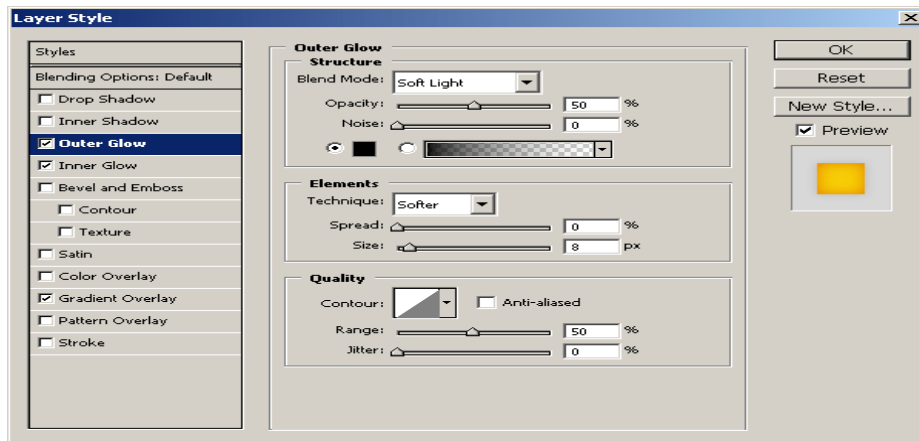 Layer Style
Styles
Blending Options: Default
Drop Shadow
Inner Shadow
Outer Glow
Inner Glow
Bevel and Emboss
Contour
Texture
Satin
Color Overlay
Gradient Overlay
Pattern Overlay
Stroke
Outer Glow
Structure
Blend Mode: Soft Light
Opacity: 50 %
Noise: 0 %
Elements
Technique: Softer
Spread: 0 %
Size: 8 px
Quality
Contour: Anti-aliased
Range: 50 %
Jitter: 0 %
OK
Reset
New Style...
Preview